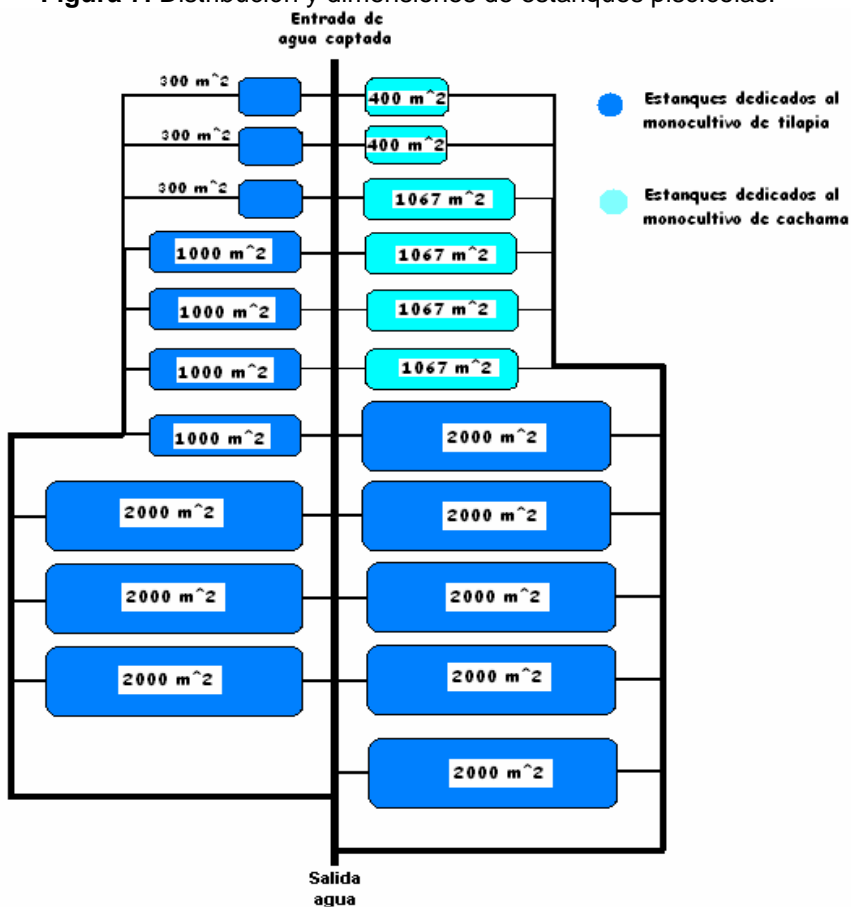 Figura 7. Distribución y dimensiones de estanques piscícolas.
Entrada de
agua captada
300 m^2
400 m^2
300 m^2
400 m^2
300 m^2
1067 m^2
1000 m^2
1067 m^2
1000 m^2
1067 m^2
1000 m^2
1067 m^2
1000 m^2
2000 m^2
2000 m^2
2000 m^2
2000 m^2
2000 m^2
2000 m^2
2000 m^2
2000 m^2
Estanques dedicados al
monocultivo de tilapia
Estanques dedicados al
monocultivo de cachama
Salida
agua